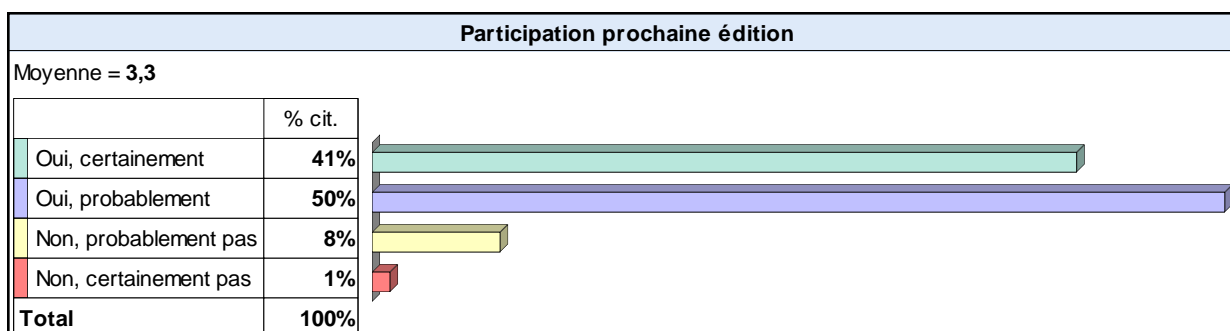 Participation prochaine édition
Moyenne = 3,3
% cit.
Oui, certainement 41%
Oui, probablement 50%
Non, probablement pas 8%
Non, certainement pas 1%
Total 100%